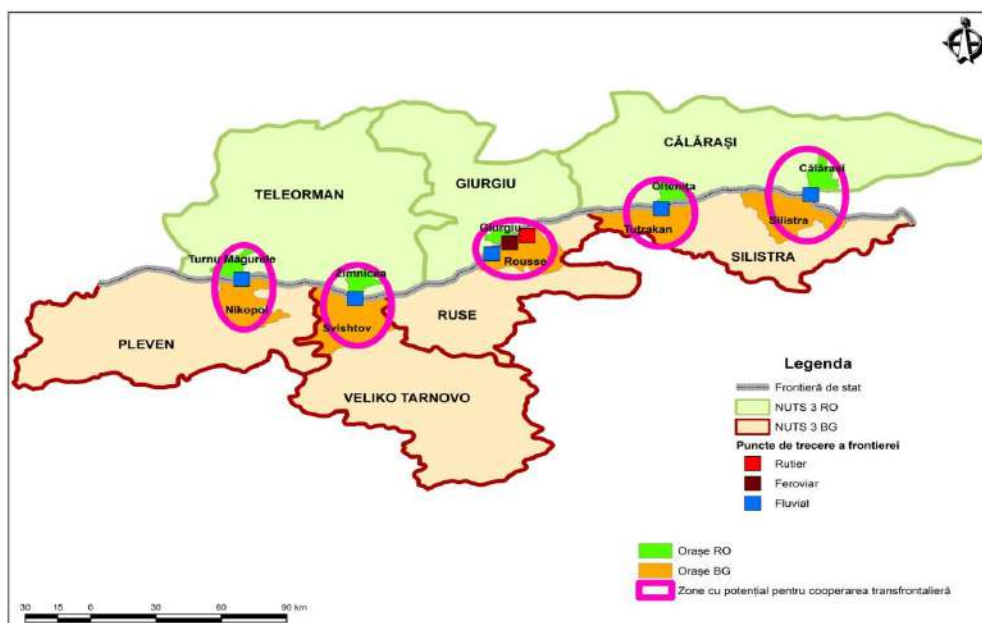 CĂLĂRAȘI
Călărași
TELEORMAN
GIURGIU
Oltenița
Silistra
Tutrakan
Giurgiu
Rousse
SILISTRA
Turnu Măgurele
Zimnicea
Nikopol
Svishtov
RUSE
PLEVEN
VELIKO TARNOVO
Legenda
Frontieră de stat
NUTS 3 RO
NUTS 3 BG
Puncte de trecere a frontierei
Rutier
Feroviar
Fluvial
Orașe RO
Orașe BG
Zone cu potențial pentru cooperarea transfrontalieră
30 15 0 30 60 90 km